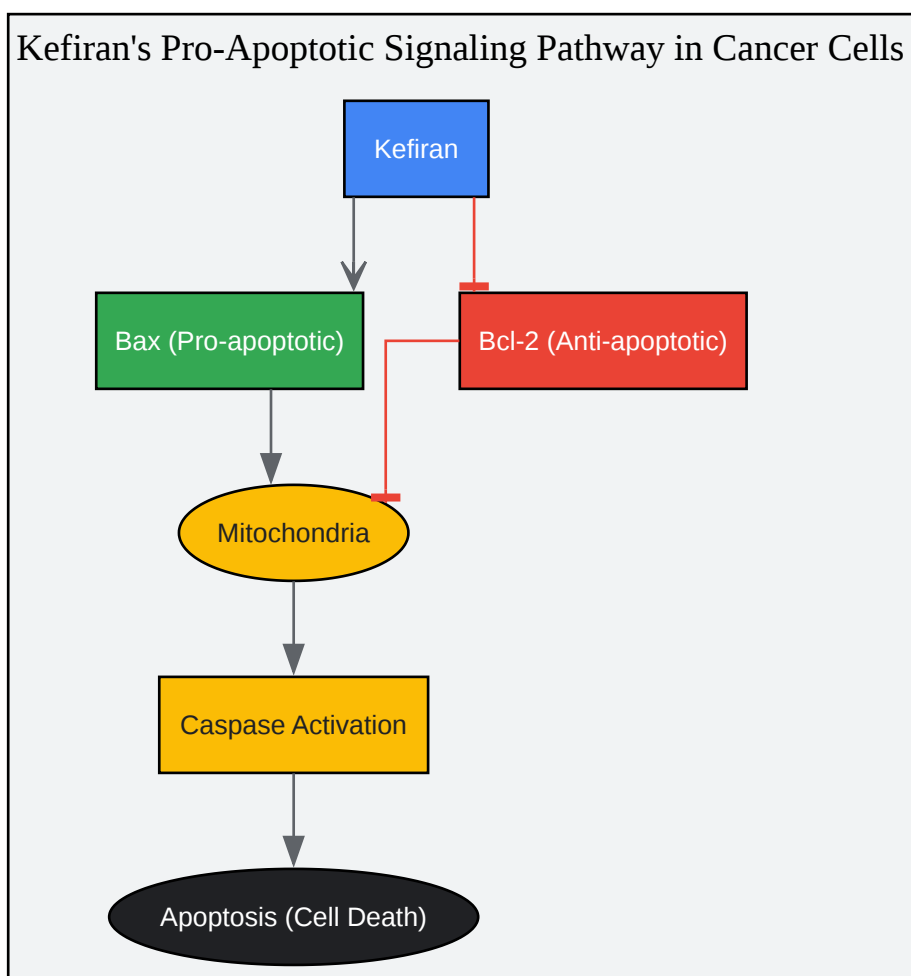 Kefiran's Pro-Apoptotic Signaling Pathway in Cancer Cells
Kefiran
Bax (Pro-apoptotic)
Bcl-2 (Anti-apoptotic)
Mitochondria
Caspase Activation
Apoptosis (Cell Death)